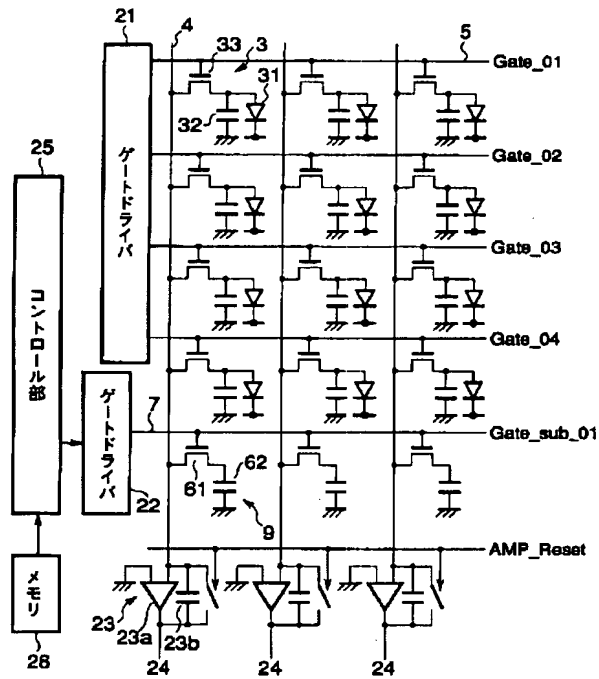 21
4
33
3
5
Gate_01
31
32
25
Gate_02
ゲートドライバ
Gate_03
コントロール部
Gate_04
ゲートドライバ
7
Gate_sub_01
61
62
22
9
AMP_Reset
メモリ
23
23a
23b
28
24
24
24